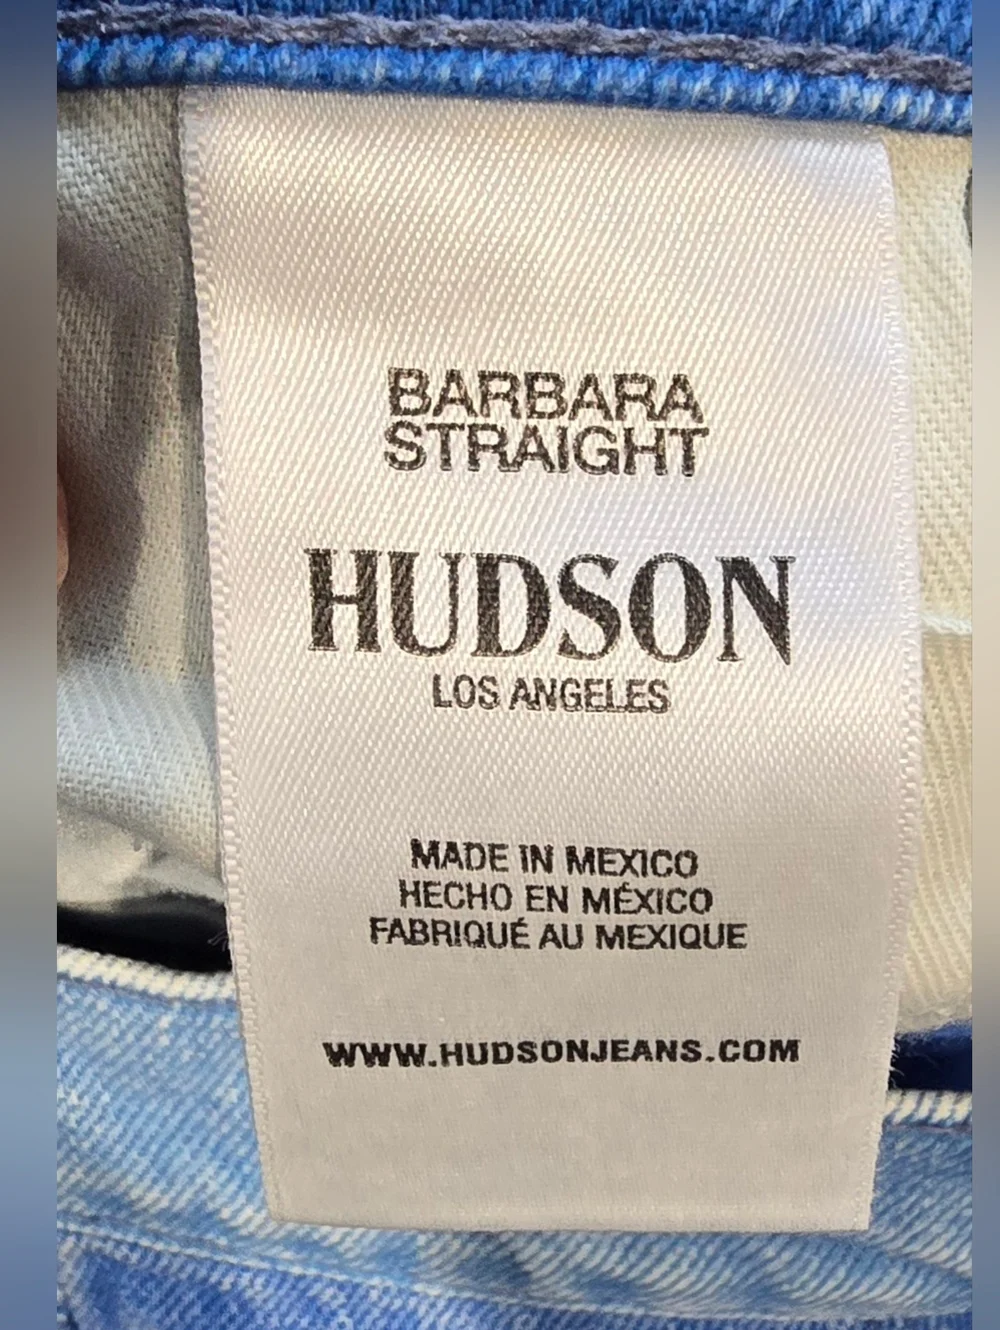 BARBARA
STRAIGHT
HUDSON
LOS ANGELES
MADE IN MEXICO
HECHO EN MÉXICO
FABRIQUÉ AU MEXIQUE
WWW.HUDSONJEANS.COM